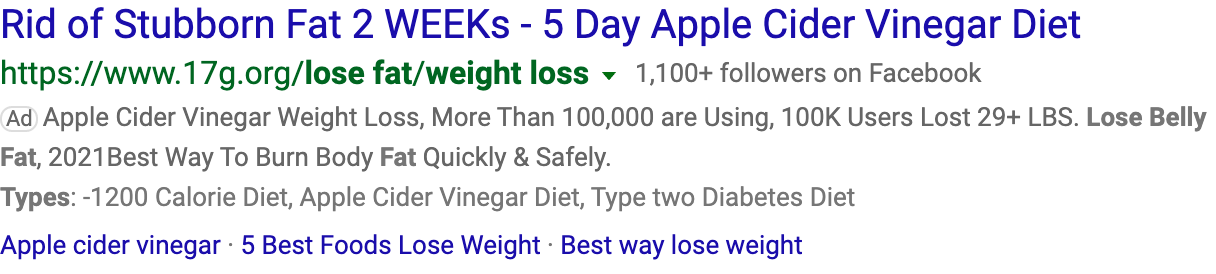 Rid of Stubborn Fat 2 WEEKs - 5 Day Apple Cider Vinegar Diet
https://www.17g.org/lose fat/weight loss ▼ 1,100+ followers on Facebook
Ad Apple Cider Vinegar Weight Loss, More Than 100,000 are Using, 100K Users Lost 29+ LBS. Lose Belly
Fat, 2021Best Way To Burn Body Fat Quickly & Safely.
Types: -1200 Calorie Diet, Apple Cider Vinegar Diet, Type two Diabetes Diet
Apple cider vinegar · 5 Best Foods Lose Weight · Best way lose weight